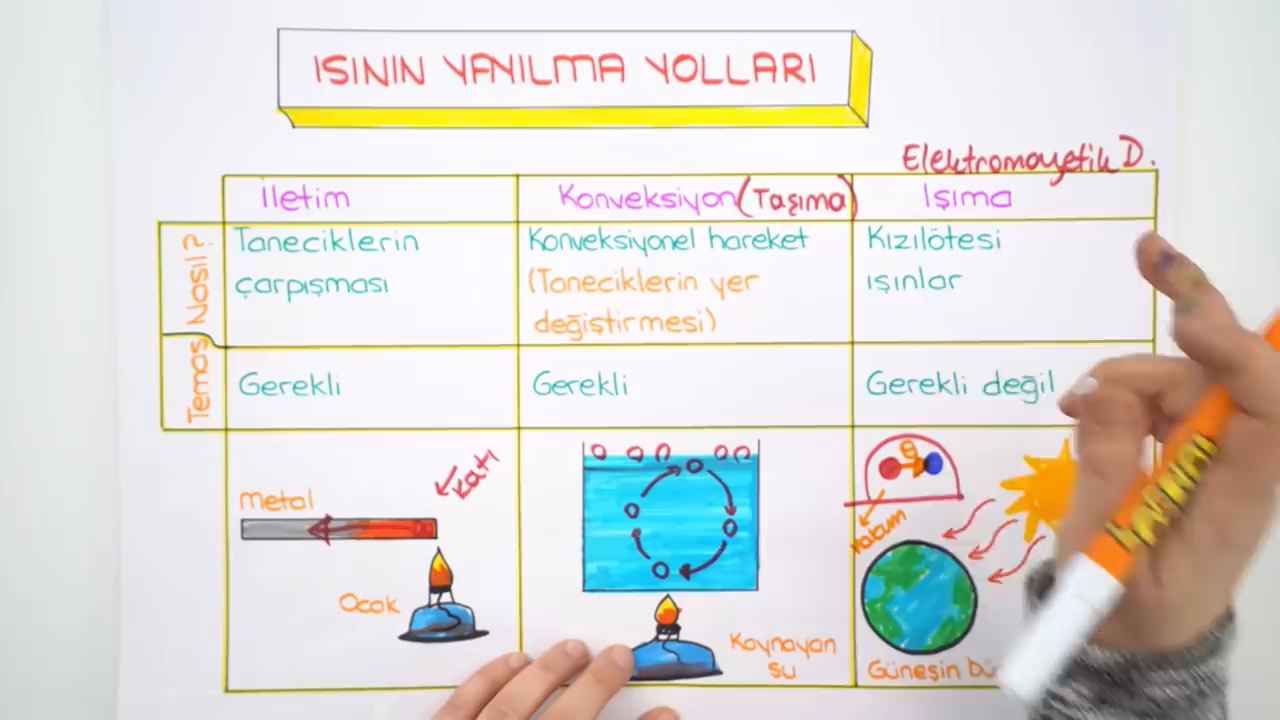 ISININ YAYILMA YOLLARI
Elektromanyetik D.
İletim
Konveksiyon (Taşıma)
Işıma
Nasıl?
Taneciklerin
çarpışması
Konveksiyonel hareket
(Taneciklerin yer
değiştirmesi)
Kızılötesi
ışınlar
Temas
Gerekli
Gerekli
Gerekli değil
Metal
Katı
Ocak
Kaynayan
su
vakum
Güneşin